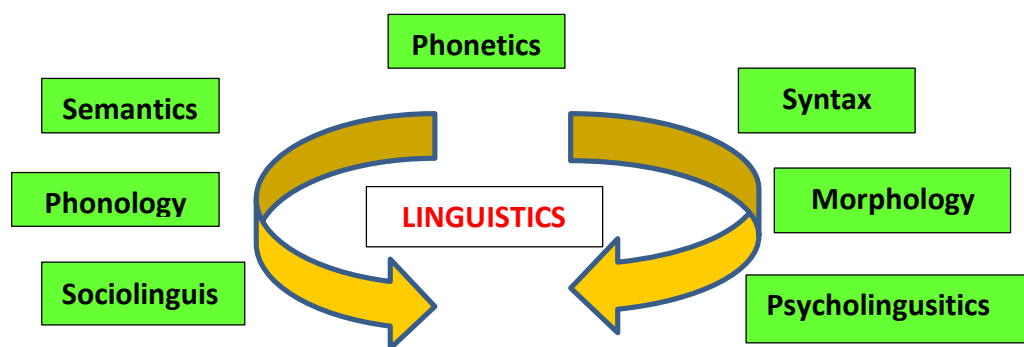 Phonetics
Semantics
Syntax
Phonology
LINGUISTICS
Morphology
Sociolinguis
Psycholingusitics